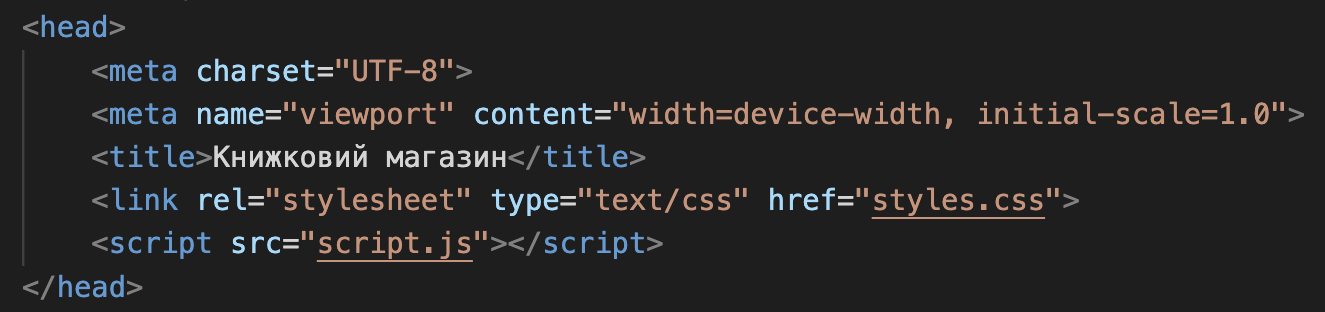 <head>
<meta charset="UTF-8">
<meta name="viewport" content="width=device-width, initial-scale=1.0">
<title>Книжковий магазин</title>
<link rel="stylesheet" type="text/css" href="styles.css">
<script src="script.js"></script>
</head>